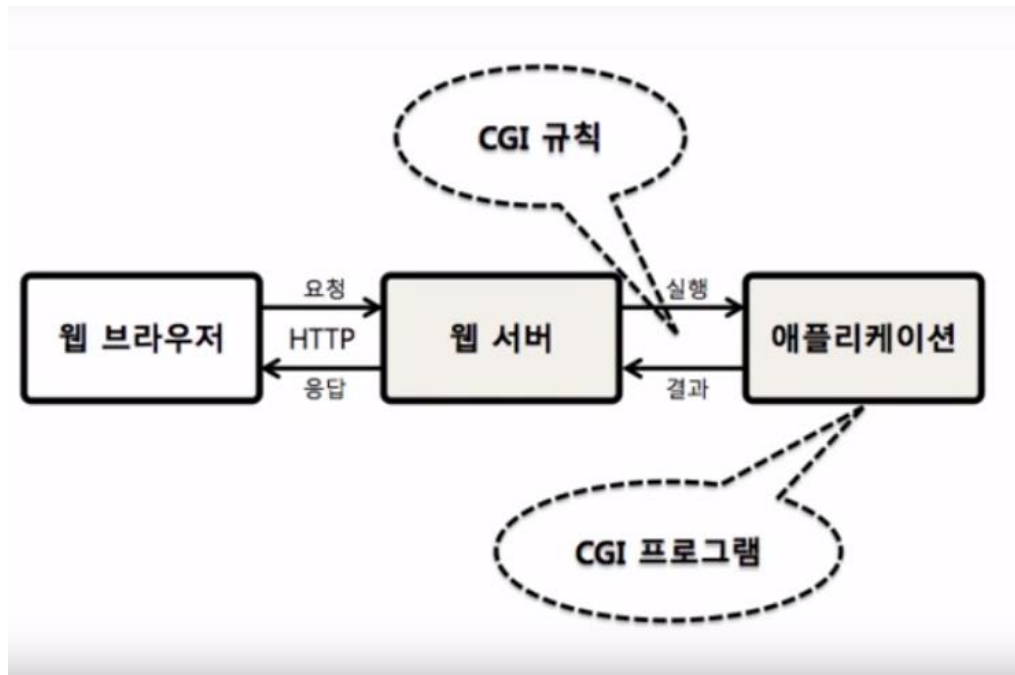 CGI 규칙
요청
실행
웹 브라우저
HTTP
웹 서버
애플리케이션
응답
결과
CGI 프로그램